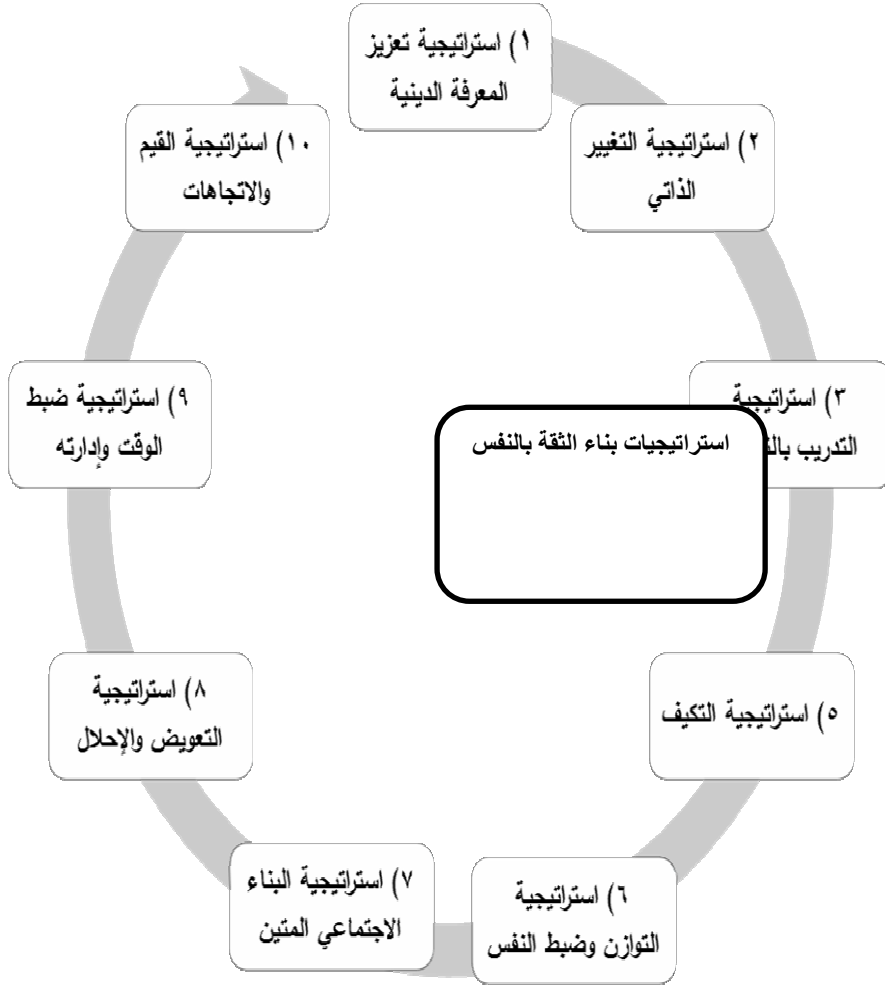 ١) استراتيجية تعزيز
المعرفة الدينية
٢) استراتيجية التغيير
الذاتي
٣) استراتيجية
التدريب
استراتيجيات بناء الثقة بالنفس
٥) استراتيجية التكيف
٦) استراتيجية
التوازن وضبط النفس
٧) استراتيجية البناء
الاجتماعي المتين
٨) استراتيجية
التعويض والإحلال
٩) استراتيجية ضبط
الوقت وإدارته
١٠) استراتيجية القيم
والاتجاهات